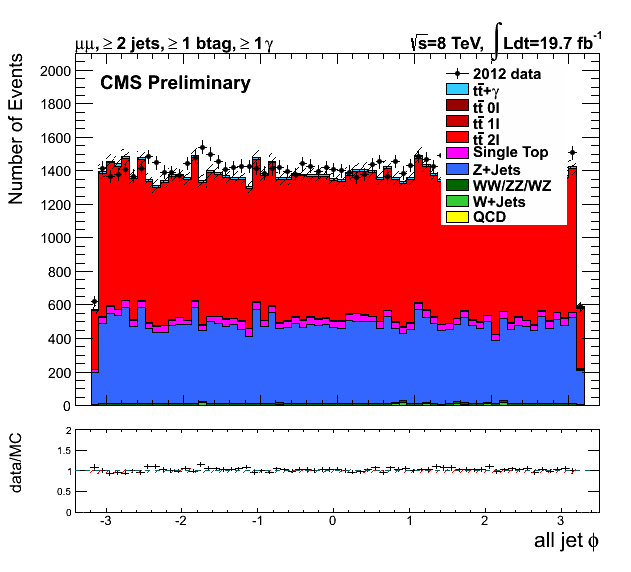 μμ, ≥ 2 jets, ≥ 1 btag, ≥ 1 γ
√s=8 TeV, ∫ Ldt=19.7 fb⁻¹
CMS Preliminary
2012 data
tt̄+γ
tt̄ 0l
tt̄ 1l
tt̄ 2l
Single Top
Z+Jets
WW/ZZ/WZ
W+Jets
QCD
Number of Events
2000
1800
1600
1400
1200
1000
800
600
400
200
0
data/MC
2
1.5
1
0.5
0
-3 -2 -1 0 1 2 3
all jet ϕ